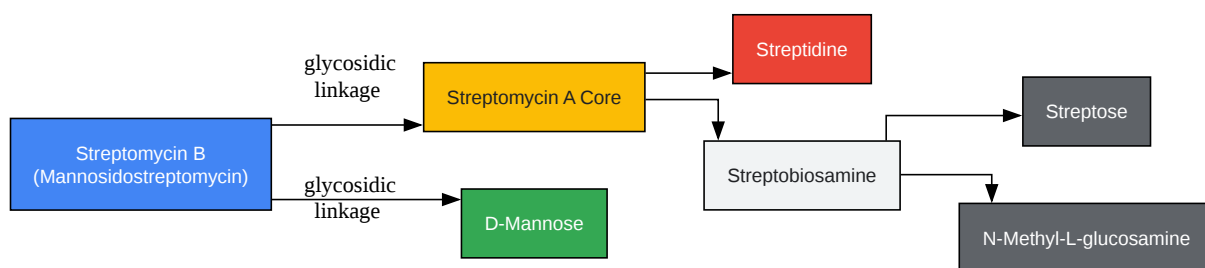 glycosidic
linkage
Streptidine
Streptomycin A Core
Streptose
Streptomycin B
(Mannosidostreptomycin)
Streptobiosamine
glycosidic
linkage
D-Mannose
N-Methyl-L-glucosamine